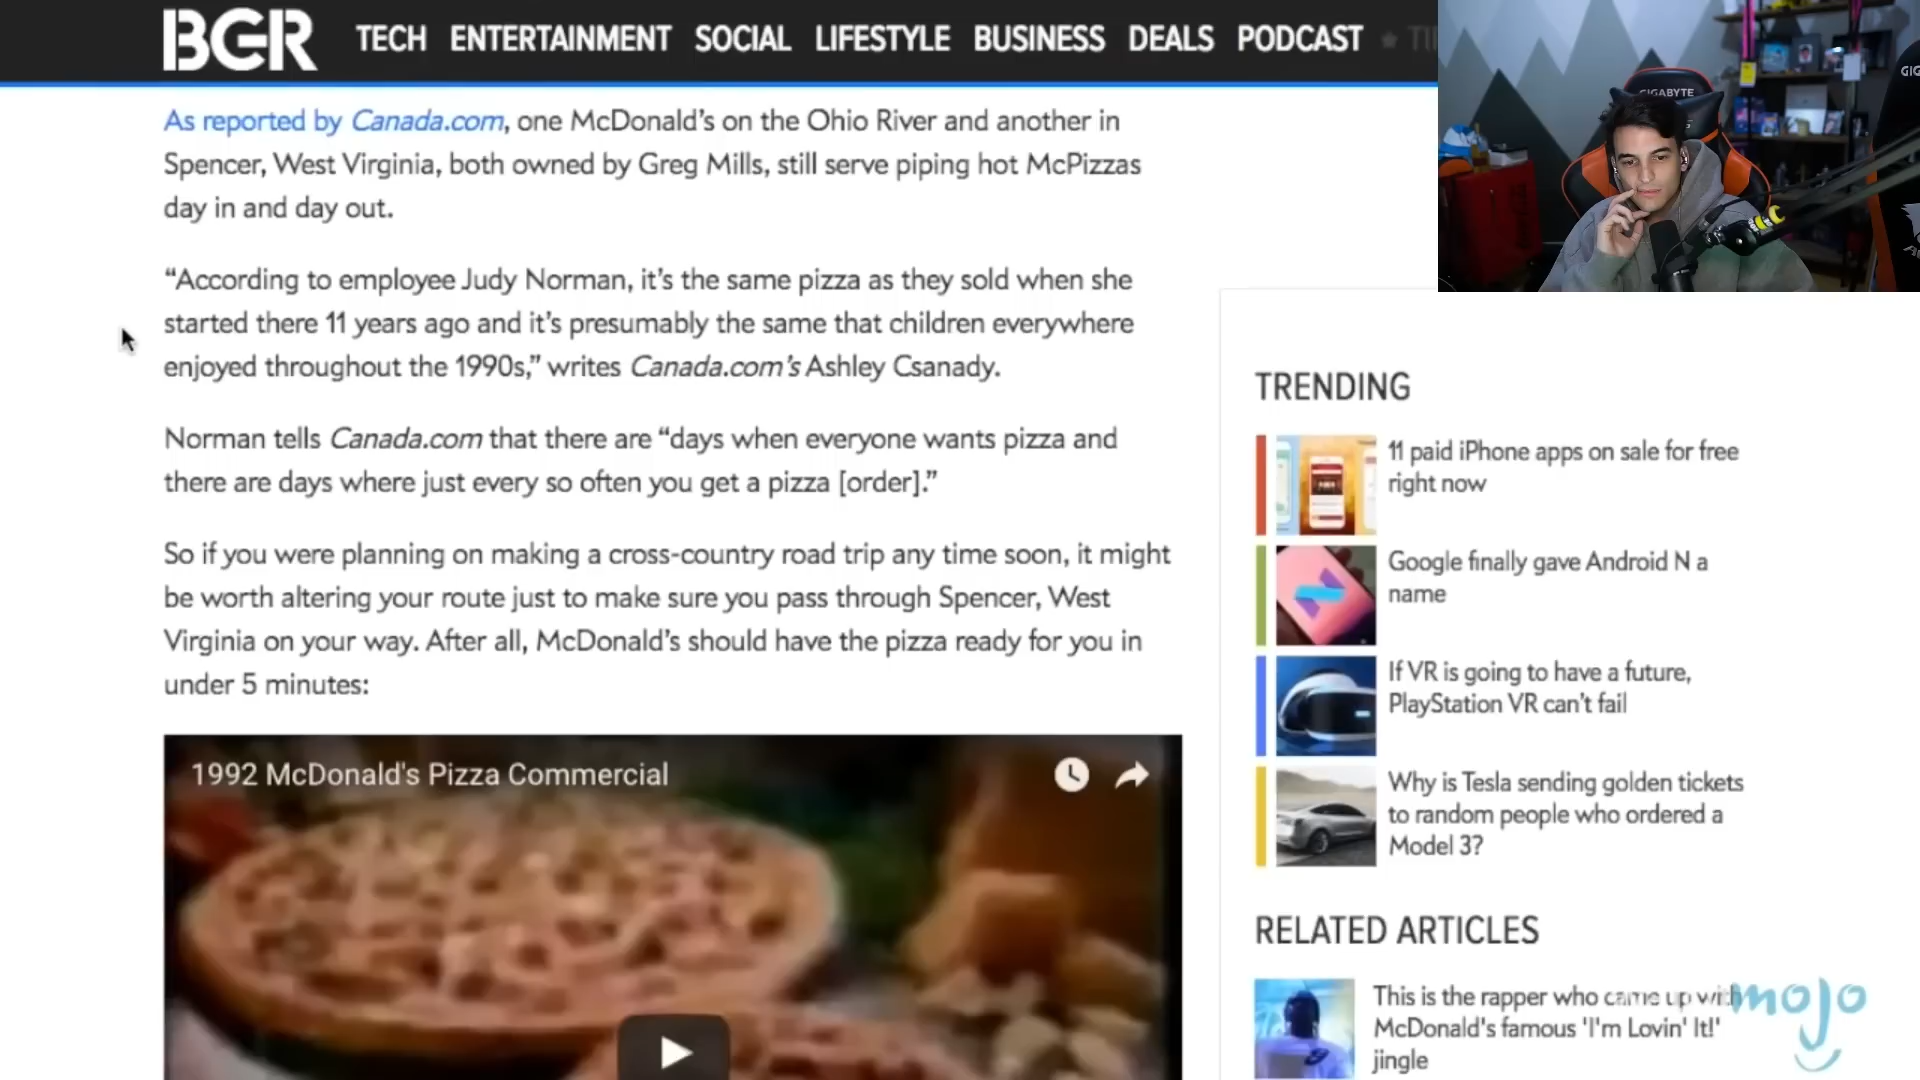 BGR TECH ENTERTAINMENT SOCIAL LIFESTYLE BUSINESS DEALS PODCAST
GIGABYTE
As reported by Canada.com, one McDonald's on the Ohio River and another in
Spencer, West Virginia, both owned by Greg Mills, still serve piping hot McPizzas
day in and day out.
“According to employee Judy Norman, it's the same pizza as they sold when she
started there 11 years ago and it's presumably the same that children everywhere
enjoyed throughout the 1990s,” writes Canada.com's Ashley Csanady.
Norman tells Canada.com that there are “days when everyone wants pizza and
there are days where just every so often you get a pizza [order].”
So if you were planning on making a cross-country road trip any time soon, it might
be worth altering your route just to make sure you pass through Spencer, West
Virginia on your way. After all, McDonald's should have the pizza ready for you in
under 5 minutes:
1992 McDonald's Pizza Commercial
TRENDING
11 paid iPhone apps on sale for free
right now
Google finally gave Android N a
name
If VR is going to have a future,
PlayStation VR can't fail
Why is Tesla sending golden tickets
to random people who ordered a
Model 3?
RELATED ARTICLES
This is the rapper who came up with
McDonald's famous 'I'm Lovin' It!'
jingle
mojo